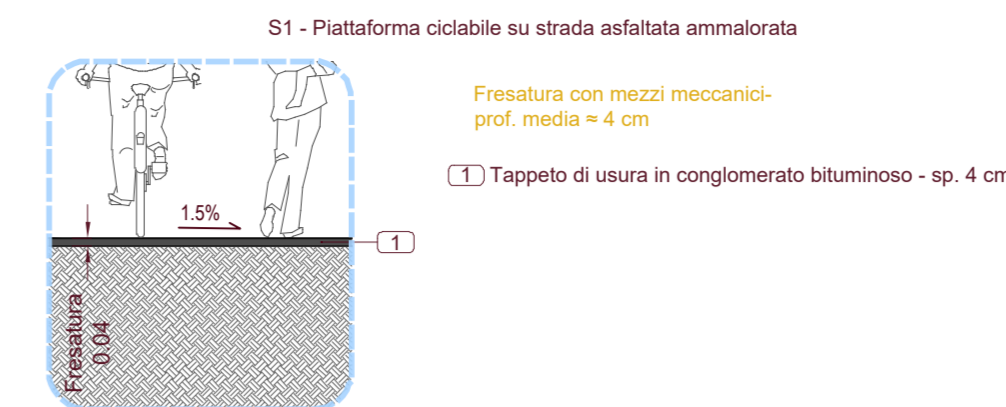 S1 - Piattaforma ciclabile su strada asfaltata ammalorata
Fresatura con mezzi meccanici-
prof. media ≈ 4 cm
1 Tappeto di usura in conglomerato bituminoso - sp. 4 cm
1.5%
1
Fresatura
0.04